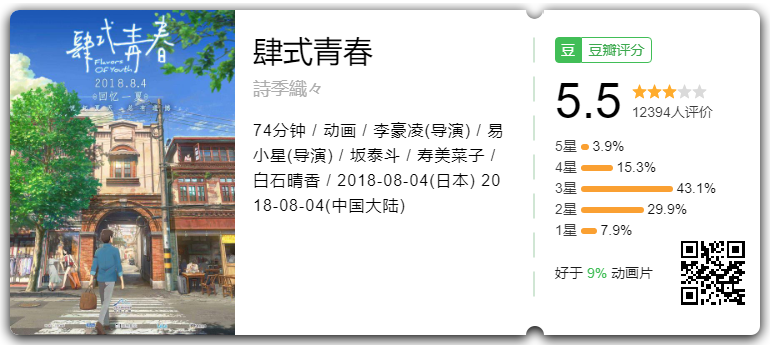 肆式青春
Flavors
Of Youth
2018.8.4
回忆一夏
肆式青春
詩季織々
74分钟 / 动画 / 李豪凌(导演) / 易
小星(导演) / 坂泰斗 / 寿美菜子 /
白石晴香 / 2018-08-04(日本) 20
18-08-04(中国大陆)
豆 豆瓣评分
5.5
12394人评价
5星 3.9%
4星 15.3%
3星 43.1%
2星 29.9%
1星 7.9%
好于 9% 动画片